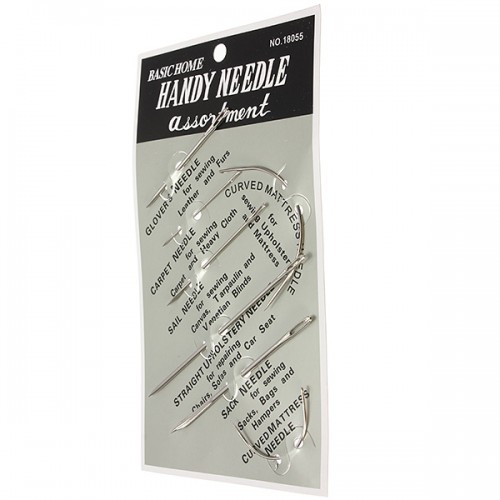 NO.18055
BASIC HOME
HANDY NEEDLE
assortment
GLOVER'S NEEDLE
for sewing
Leather and Furs
CURVED MATTRESS
NEEDLE
for
sewing Upholstery
and Mattress
CARPET NEEDLE
for sewing
Carpet and Heavy Cloth
SAIL NEEDLE
for sewing
Canvas, Tarpaulin and
Venetian Blinds
STRAIGHT UPHOLSTERY NEEDLE
for repairing
Chairs, Sofas and Car Seat
SACK NEEDLE
for sewing
Sacks, Bags and
Hampers
CURVED MATTRESS
NEEDLE